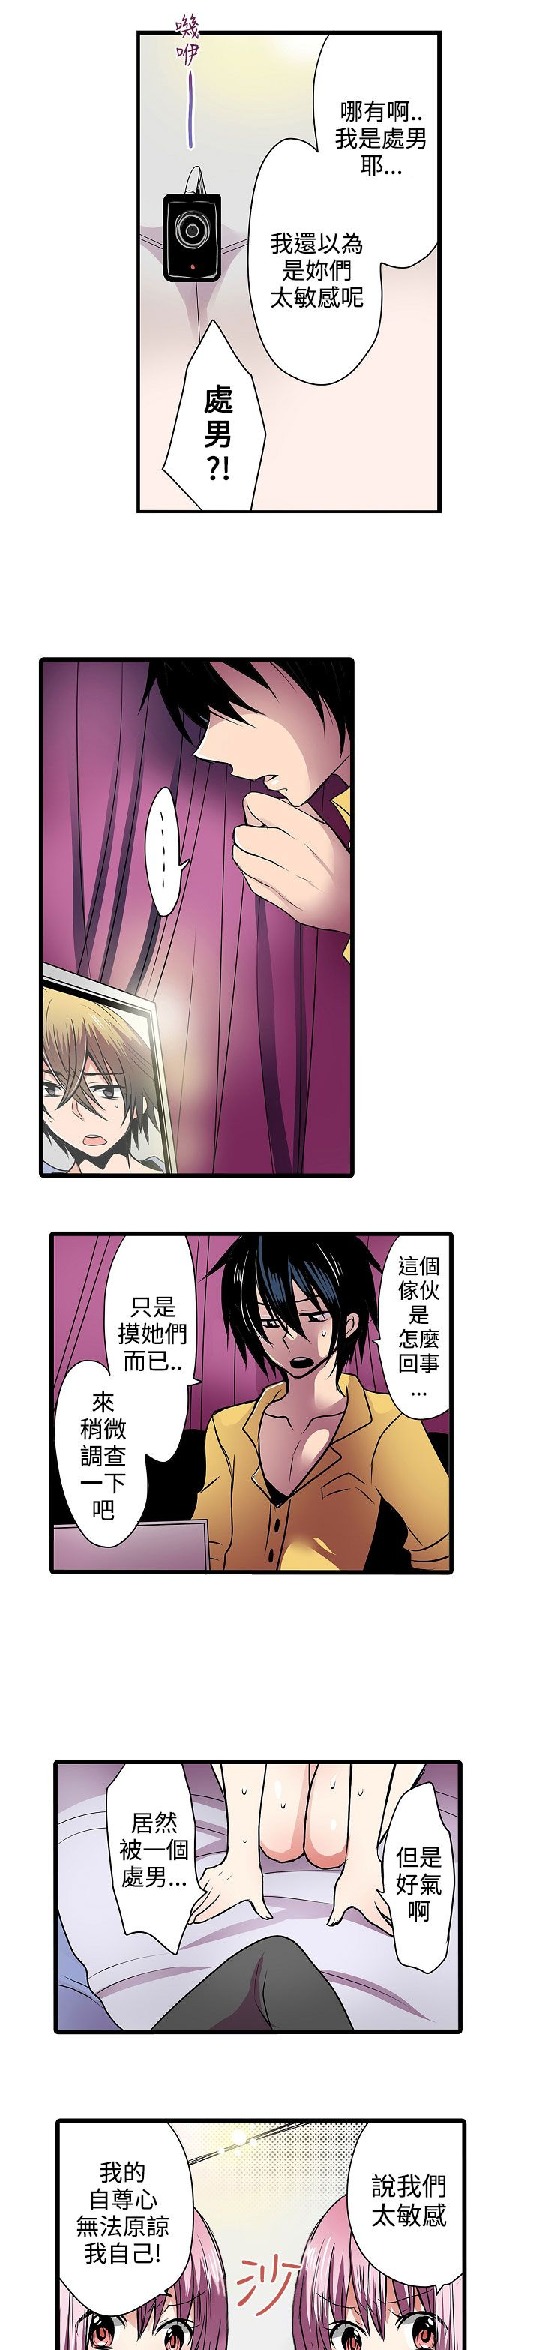 嘰
咿
哪有啊..
我是處男
耶...
我還以為
是妳們
太敏感呢
處
男
?!
這個
傢伙
是
怎麼
回事
...
只是
摸她們
而已..
來
稍微
調查
一下
吧
但是
好氣
啊
居然
被一個
處男...
說我們
太敏感
我的
自尊心
無法原諒
我自己!
沙